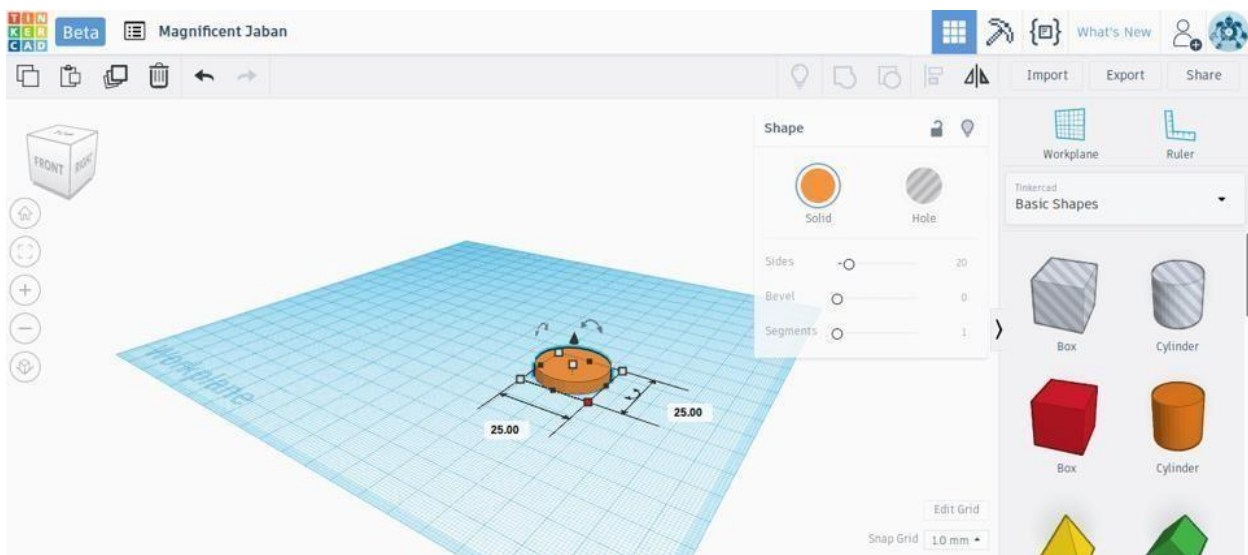 TIN
KER
CAD
Beta
Magnificent Jaban
What's New
Import
Export
Share
TOP
FRONT
RIGHT
Shape
Solid
Hole
Sides
20
Bevel
0
Segments
1
Workplane
Ruler
Tinkercad
Basic Shapes
Box
Cylinder
Box
Cylinder
Workplane
25.00
25.00
Edit Grid
Snap Grid
1.0 mm